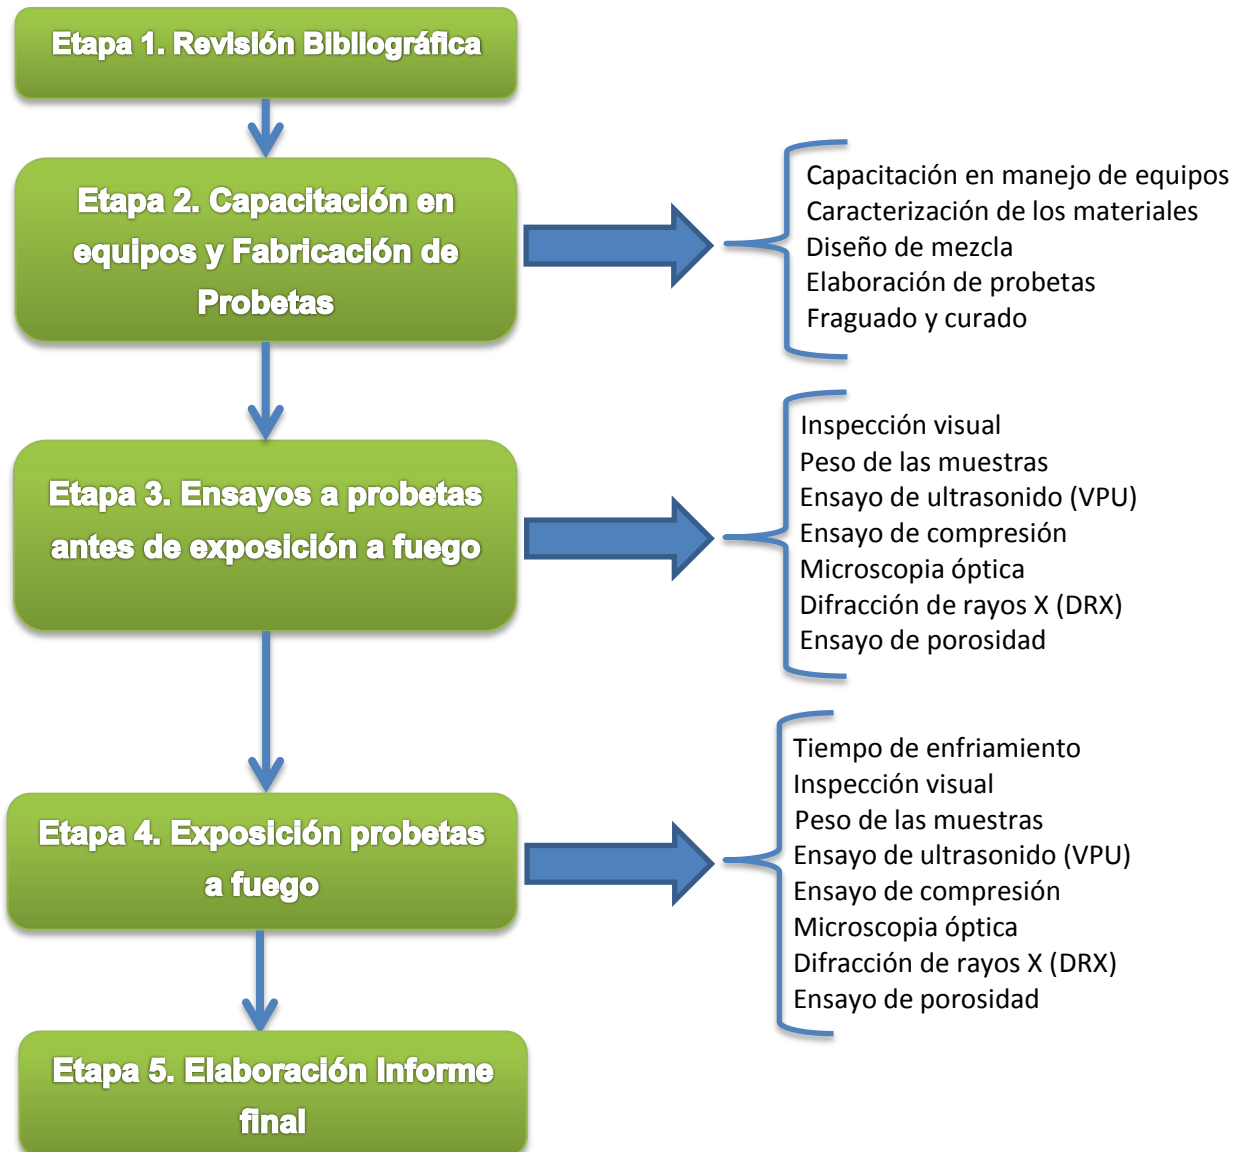 Etapa 1. Revisión Bibliográfica
Etapa 2. Capacitación en
equipos y Fabricación de
Probetas
Capacitación en manejo de equipos
Caracterización de los materiales
Diseño de mezcla
Elaboración de probetas
Fraguado y curado
Etapa 3. Ensayos a probetas
antes de exposición a fuego
Inspección visual
Peso de las muestras
Ensayo de ultrasonido (VPU)
Ensayo de compresión
Microscopia óptica
Difracción de rayos X (DRX)
Ensayo de porosidad
Etapa 4. Exposición probetas
a fuego
Tiempo de enfriamiento
Inspección visual
Peso de las muestras
Ensayo de ultrasonido (VPU)
Ensayo de compresión
Microscopia óptica
Difracción de rayos X (DRX)
Ensayo de porosidad
Etapa 5. Elaboración Informe
final